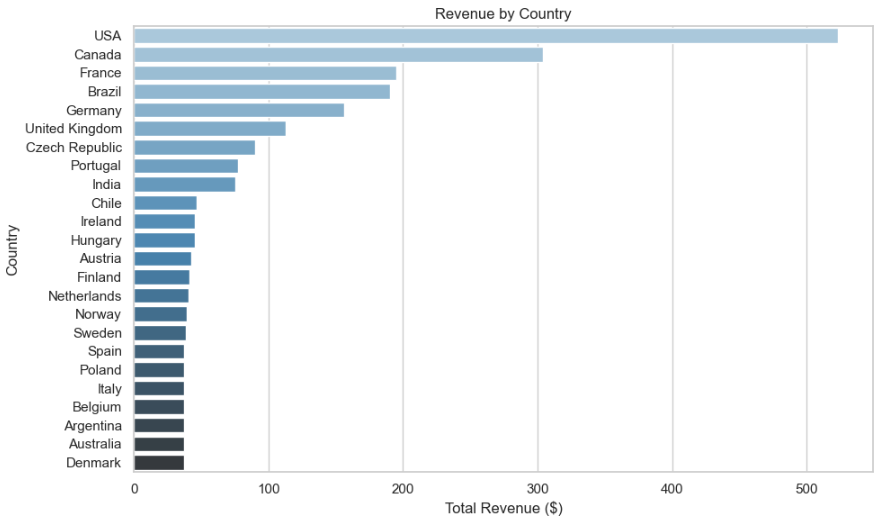 Revenue by Country
USA
Canada
France
Brazil
Germany
United Kingdom
Czech Republic
Portugal
India
Chile
Ireland
Hungary
Austria
Finland
Netherlands
Norway
Sweden
Spain
Poland
Italy
Belgium
Argentina
Australia
Denmark
Country
0 100 200 300 400 500
Total Revenue ($)